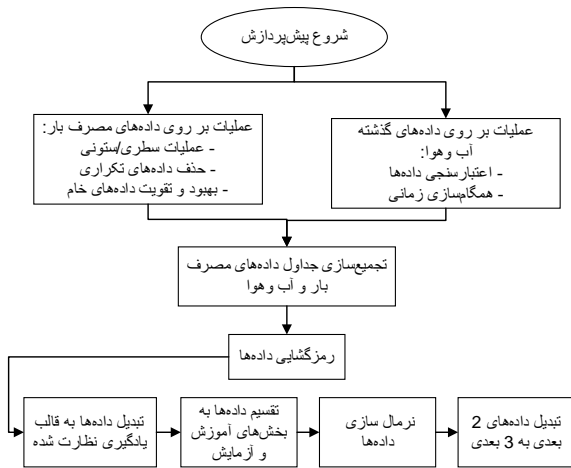 شروع پیش‌پردازش
عملیات بر روی داده‌های مصرف بار:
- عملیات سطری/ستونی
- حذف داده‌های تکراری
- بهبود و تقویت داده‌های خام
عملیات بر روی داده‌های گذشته
آب وهوا:
- اعتبارسنجی داده‌ها
- همگام‌سازی زمانی
تجمیع‌سازی جداول داده‌های مصرف
بار و آب وهوا
رمزگشایی داده‌ها
تبدیل داده‌ها به قالب
یادگیری نظارت شده
تقسیم داده‌ها به
بخش‌های آموزش
و آزمایش
نرمال سازی
داده‌ها
تبدیل داده‌های 2
بعدی به 3 بعدی